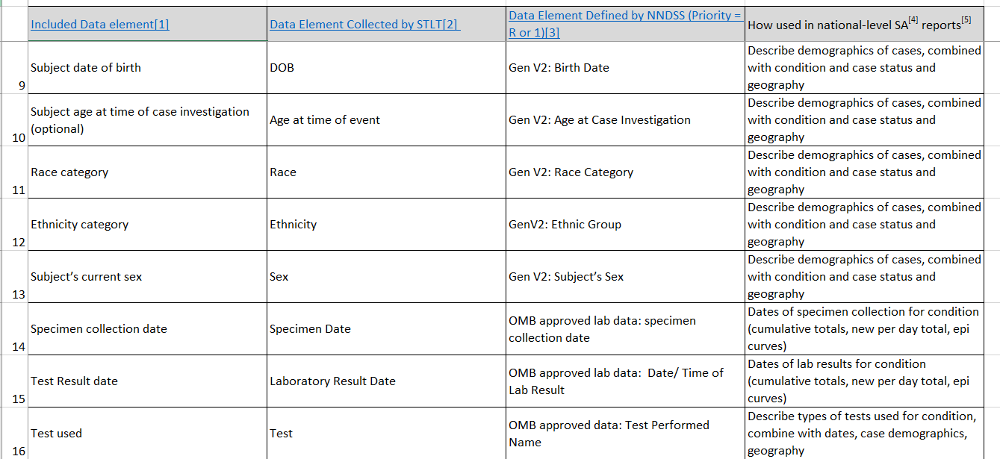 Included Data element[1]
Data Element Collected by STLT[2]
Data Element Defined by NNDSS (Priority =
R or 1)[3]
How used in national-level SA[4] reports[5]
9
Subject date of birth
DOB
Gen V2: Birth Date
Describe demographics of cases, combined
with condition and case status and
geography
10
Subject age at time of case investigation
(optional)
Age at time of event
Gen V2: Age at Case Investigation
Describe demographics of cases, combined
with condition and case status and
geography
11
Race category
Race
Gen V2: Race Category
Describe demographics of cases, combined
with condition and case status and
geography
12
Ethnicity category
Ethnicity
GenV2: Ethnic Group
Describe demographics of cases, combined
with condition and case status and
geography
13
Subject’s current sex
Sex
Gen V2: Subject’s Sex
Describe demographics of cases, combined
with condition and case status and
geography
14
Specimen collection date
Specimen Date
OMB approved lab data: specimen
collection date
Dates of specimen collection for condition
(cumulative totals, new per day total, epi
curves)
15
Test Result date
Laboratory Result Date
OMB approved lab data:  Date/ Time of
Lab Result
Dates of lab results for condition
(cumulative totals, new per day total, epi
curves)
16
Test used
Test
OMB approved data: Test Performed
Name
Describe types of tests used for condition,
combine with dates, case demographics,
geography